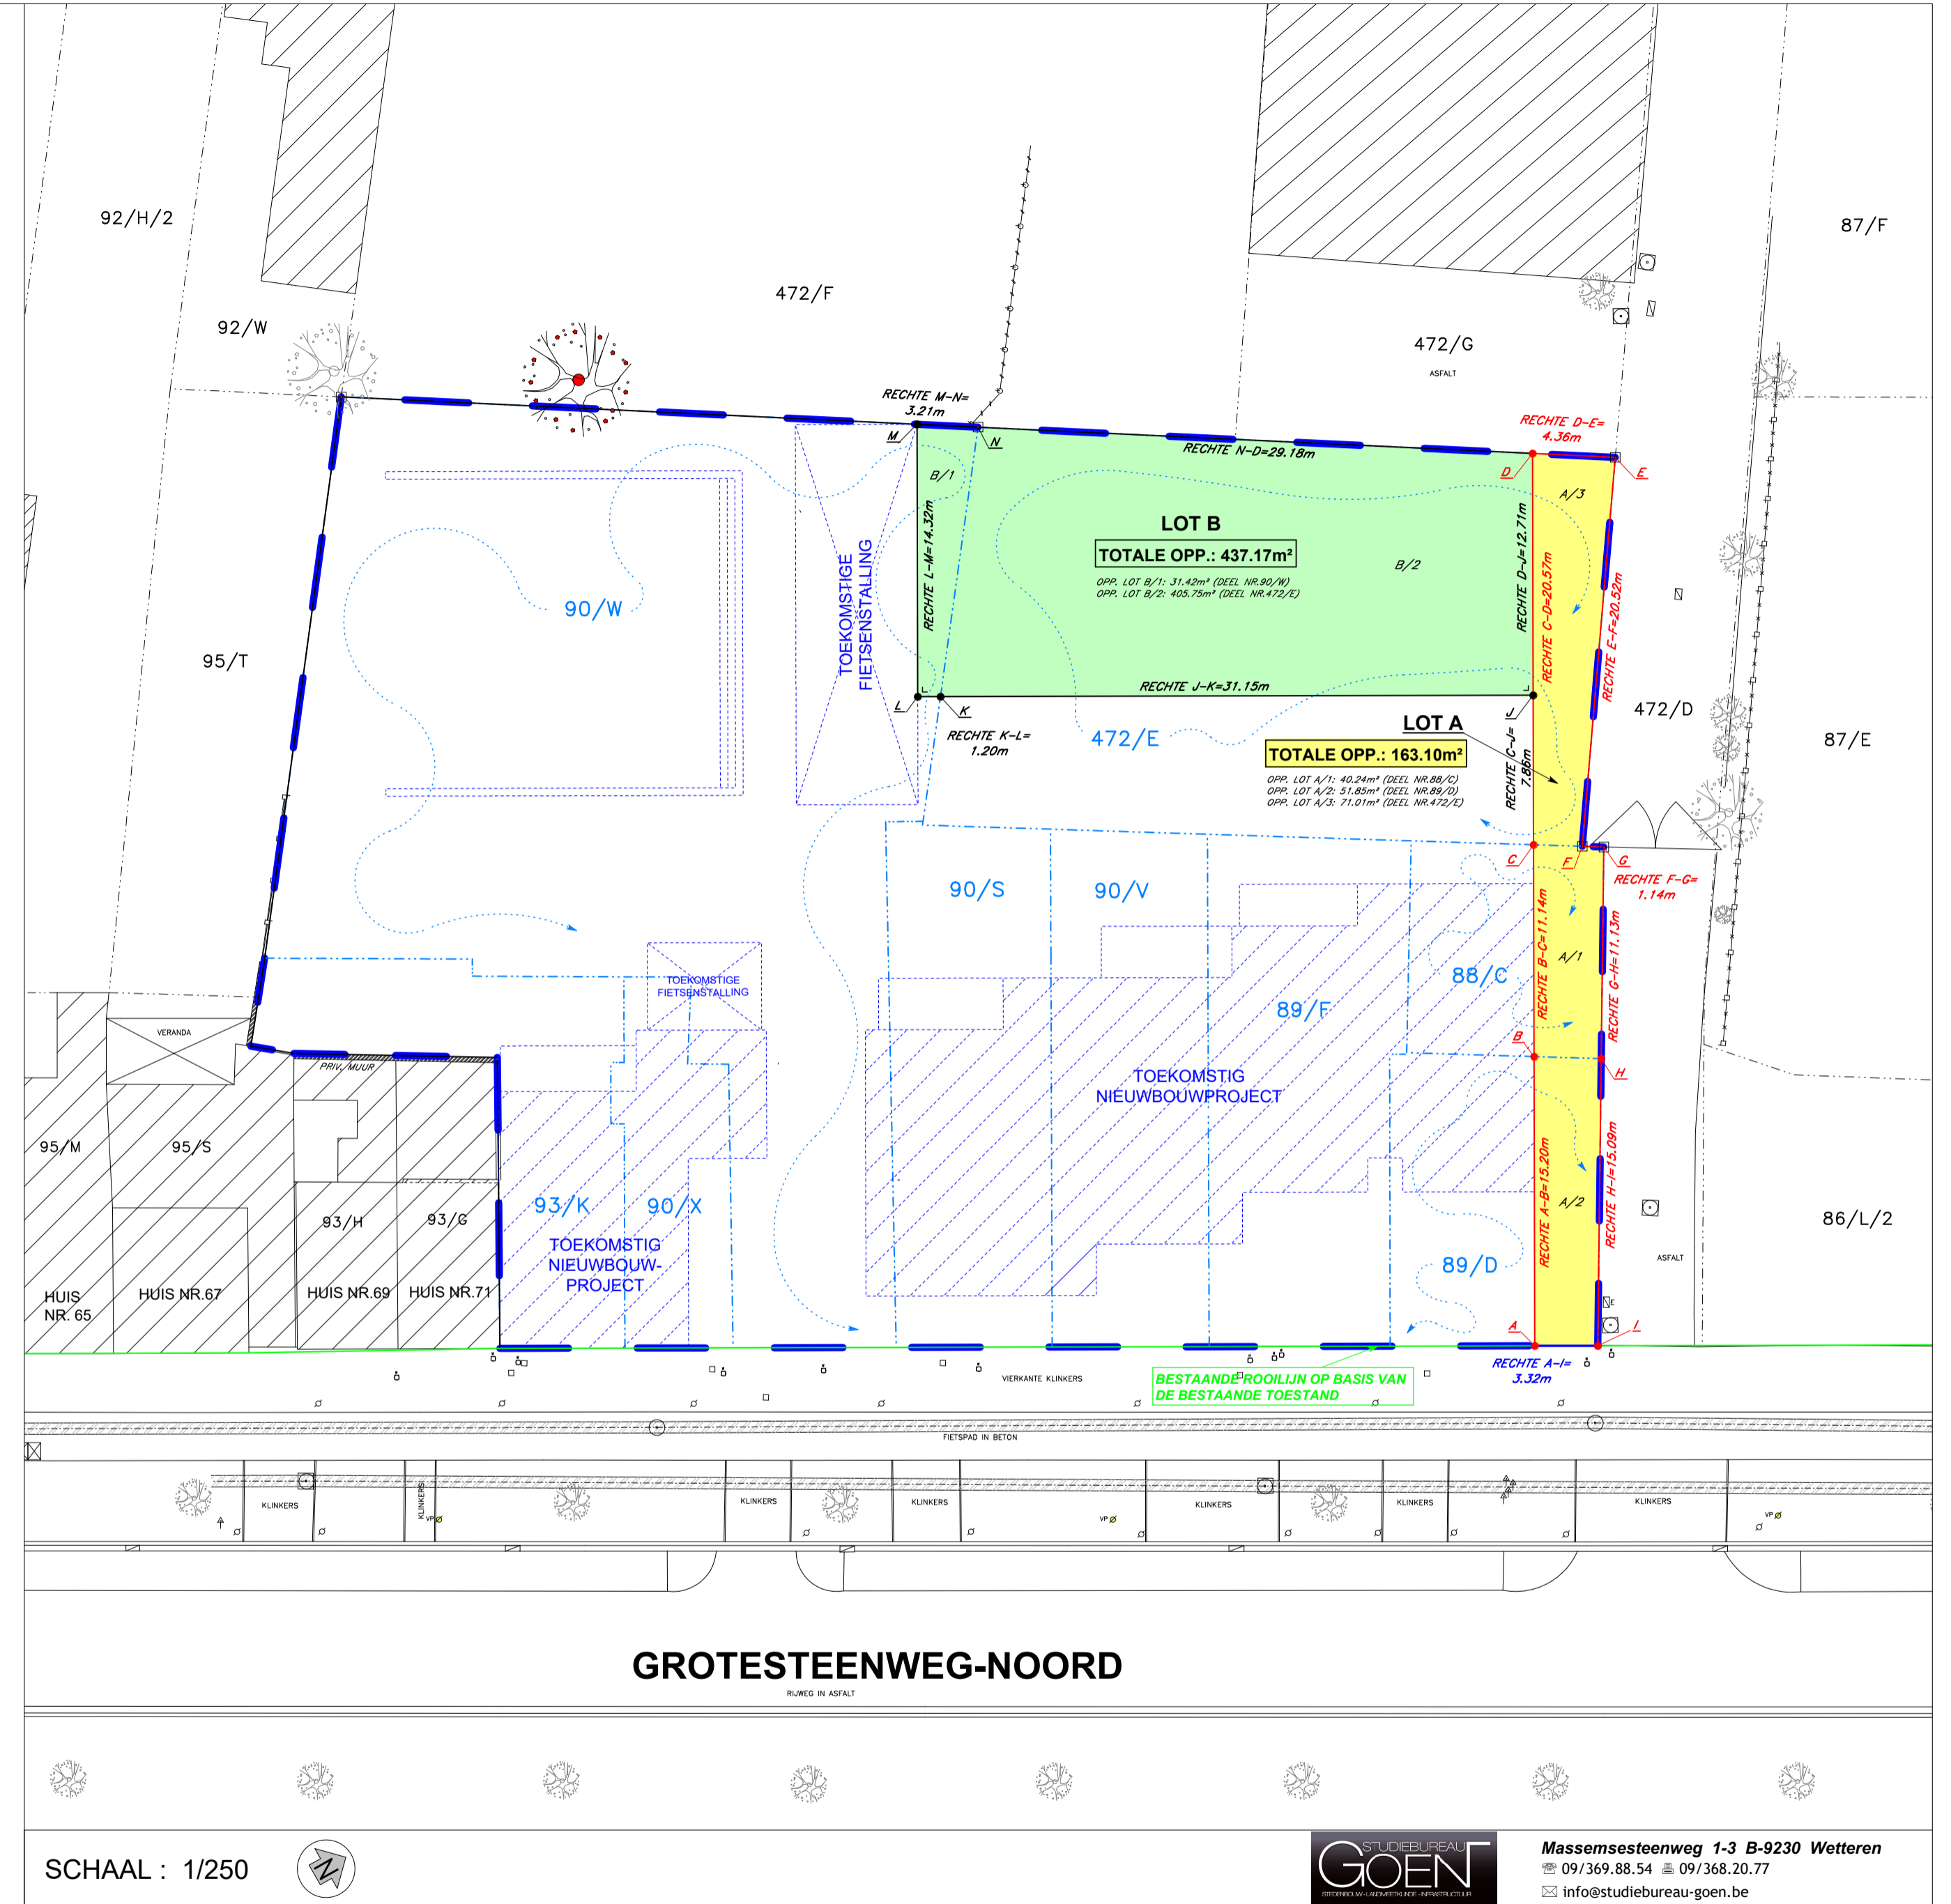 92/H/2
87/F
472/F
92/W
472/G
ASFALT
RECHTE M-N=
3.21m
RECHTE D-E=
4.36m
M
N
RECHTE N-D=29.18m
D
E
B/1
A/3
LOT B
TOTALE OPP.: 437.17m²
OPP. LOT B/1: 31.42m² (DEEL NR.90/W)
OPP. LOT B/2: 405.75m² (DEEL NR.472/E)
B/2
RECHTE L-M=14.32m
RECHTE D-J=12.71m
RECHTE C-D=20.57m
RECHTE E-F=20.52m
90/W
TOEKOMSTIGE
FIETSENSTALLING
95/T
RECHTE J-K=31.15m
L
K
J
RECHTE K-L=
1.20m
472/E
LOT A
TOTALE OPP.: 163.10m²
OPP. LOT A/1: 40.24m² (DEEL NR.88/C)
OPP. LOT A/2: 51.85m² (DEEL NR.89/D)
OPP. LOT A/3: 71.01m² (DEEL NR.472/E)
RECHTE C-J=
7.86m
472/D
87/E
C
F
G
RECHTE F-G=
1.14m
90/S
90/V
88/C
89/F
RECHTE B-C=11.14m
A/1
RECHTE G-H=11.13m
TOEKOMSTIGE
FIETSENSTALLING
VERANDA
PRIV. MUUR
B
H
TOEKOMSTIG
NIEUWBOUWPROJECT
95/M
95/S
93/H
93/G
93/K
90/X
TOEKOMSTIG
NIEUWBOUW-
PROJECT
RECHTE A-B=15.20m
A/2
RECHTE H-I=15.09m
86/L/2
89/D
ASFALT
HUIS
NR. 65
HUIS NR.67
HUIS NR.69
HUIS NR.71
E
A
I
RECHTE A-I=
3.32m
VIERKANTE KLINKERS
BESTAANDE ROOILIJN OP BASIS VAN
DE BESTAANDE TOESTAND
FIETSPAD IN BETON
KLINKERS
KLINKERS
VP
KLINKERS
KLINKERS
VP
KLINKERS
KLINKERS
KLINKERS
VP
GROTESTEENWEG-NOORD
RIJWEG IN ASFALT
SCHAAL : 1/250
N
STUDIEBUREAU
GOEN
STEDENBOUW - LANDMEETKUNDE - INFRASTRUCTUUR
Massemsesteenweg 1-3 B-9230 Wetteren
09/369.88.54 09/368.20.77
info@studiebureau-goen.be